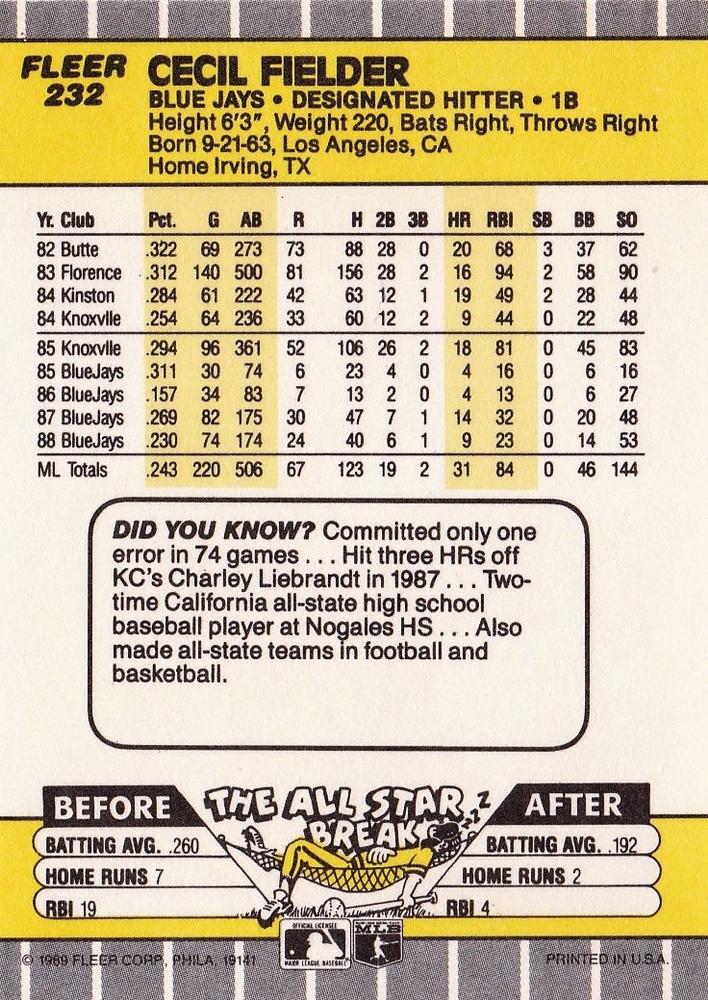 FLEER
232
CECIL FIELDER
BLUE JAYS • DESIGNATED HITTER • 1B
Height 6'3", Weight 220, Bats Right, Throws Right
Born 9-21-63, Los Angeles, CA
Home Irving, TX
Yr. Club Pct. G AB R H 2B 3B HR RBI SB BB SO
82 Butte .322 69 273 73 88 28 0 20 68 3 37 62
83 Florence .312 140 500 81 156 28 2 16 94 2 58 90
84 Kinston .284 61 222 42 63 12 1 19 49 2 28 44
84 Knoxvlle .254 64 236 33 60 12 2 9 44 0 22 48
85 Knoxvlle .294 96 361 52 106 26 2 18 81 0 45 83
85 BlueJays .311 30 74 6 23 4 0 4 16 0 6 16
86 BlueJays .157 34 83 7 13 2 0 4 13 0 6 27
87 BlueJays .269 82 175 30 47 7 1 14 32 0 20 48
88 BlueJays .230 74 174 24 40 6 1 9 23 0 14 53
ML Totals .243 220 506 67 123 19 2 31 84 0 46 144
DID YOU KNOW? Committed only one
error in 74 games . . . Hit three HRs off
KC's Charley Liebrandt in 1987 . . . Two-
time California all-state high school
baseball player at Nogales HS . . . Also
made all-state teams in football and
basketball.
BEFORE THE ALL STAR BREAK AFTER
ZZZ
BATTING AVG. .260 BATTING AVG. .192
HOME RUNS 7 HOME RUNS 2
RBI 19 RBI 4
OFFICIAL LICENSEE
MAJOR LEAGUE BASEBALL
MLB
© 1989 FLEER CORP., PHILA. 19141 PRINTED IN U.S.A.